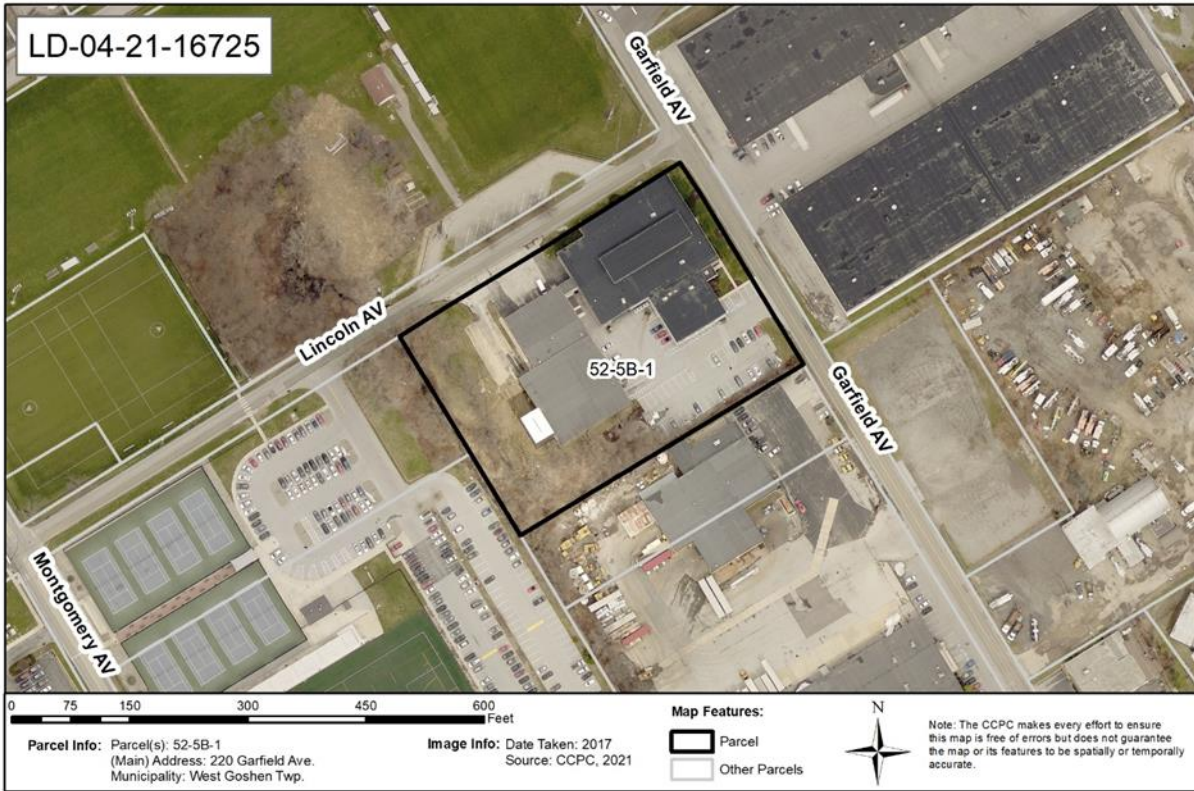 LD-04-21-16725
Garfield AV
Lincoln AV
52-5B-1
Garfield AV
Montgomery AV
0 75 150 300 450 600
Feet
Parcel Info: Parcel(s): 52-5B-1
(Main) Address: 220 Garfield Ave.
Municipality: West Goshen Twp.
Image Info: Date Taken: 2017
Source: CCPC, 2021
Map Features:
Parcel
Other Parcels
N
Note: The CCPC makes every effort to ensure
this map is free of errors but does not guarantee
the map or its features to be spatially or temporally
accurate.